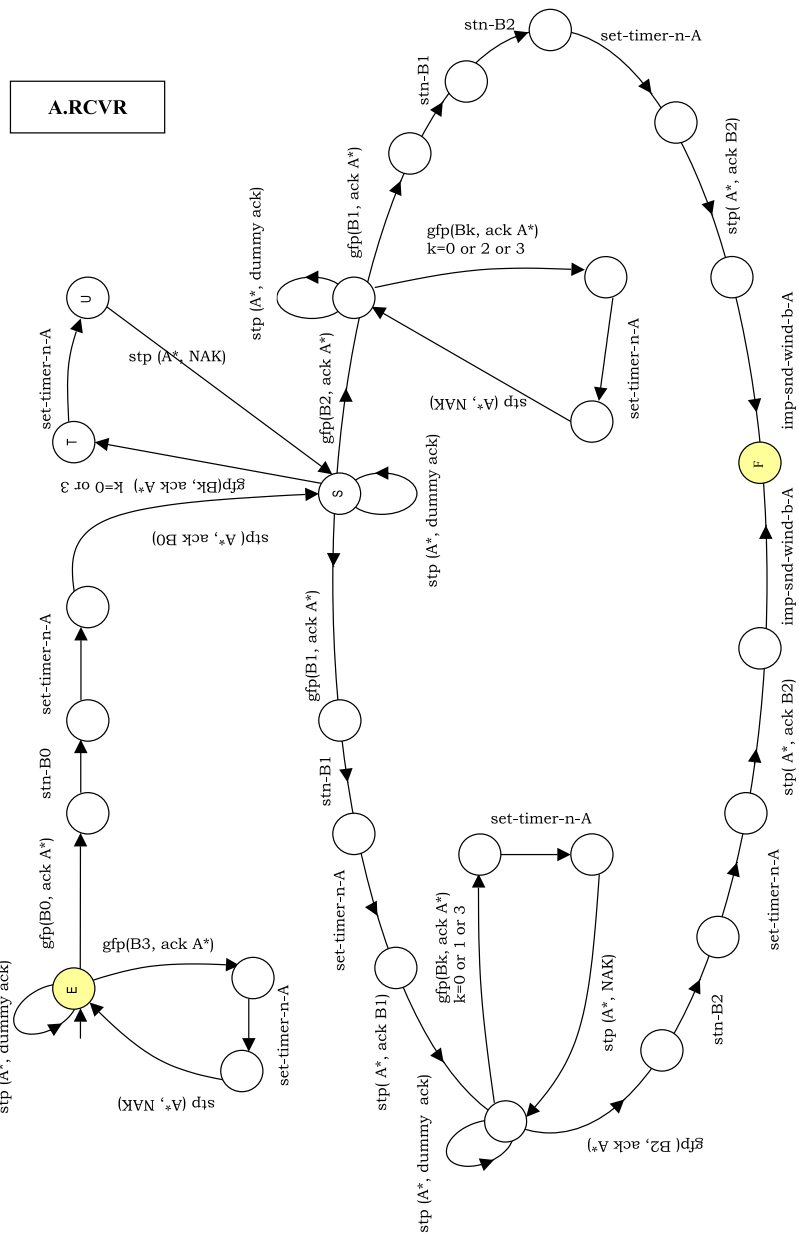 A.RCVR
stn-B2
set-timer-n-A
stn-B1
stp( A*, ack B2)
gfp(B1, ack A*)
stp (A*, dummy ack)
gfp(Bk, ack A*)
k=0 or 2 or 3
set-timer-n-A
stp (A*, NAK)
imp-snd-wind-b-A
U
set-timer-n-A
stp (A*, NAK)
T
gfp(B2, ack A*)
gfp(Bk, ack A*) k=0 or 3
S
stp (A*, dummy ack)
F
stp( A*, ack B0)
imp-snd-wind-b-A
set-timer-n-A
gfp(B1, ack A*)
stn-B0
stn-B1
stp( A*, ack B2)
gfp(B0, ack A*)
set-timer-n-A
set-timer-n-A
gfp(Bk, ack A*)
k=0 or 1 or 3
set-timer-n-A
gfp(B3, ack A*)
E
stp (A*, dummy ack)
set-timer-n-A
stp (A*, NAK)
stp( A*, ack B1)
stp (A*, NAK)
stn-B2
stp (A*, dummy ack)
gfp( B2, ack A*)